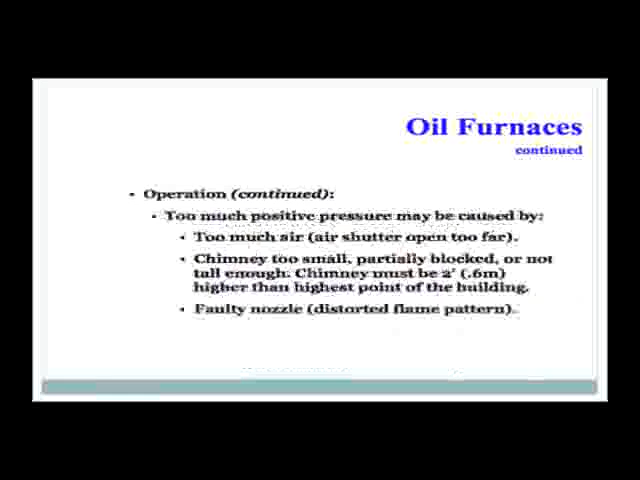 Oil Furnaces
continued
• Operation (continued):
• Too much positive pressure may be caused by:
• Too much air (air shutter open too far).
• Chimney too small, partially blocked, or not
tall enough. Chimney must be 2' (.6m)
higher than highest point of the building.
• Faulty nozzle (distorted flame pattern).